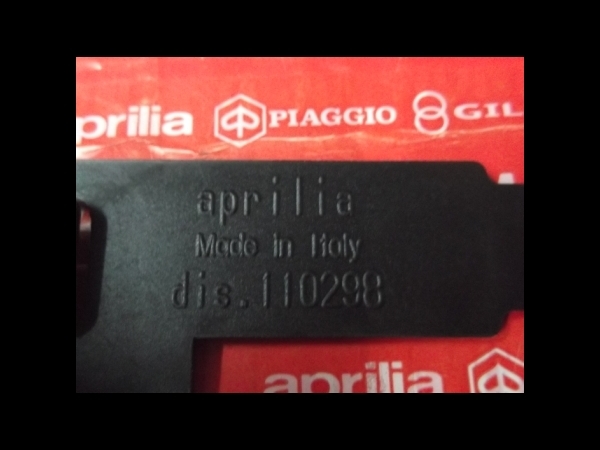 aprilia PIAGGIO GIL
aprilia
Made in Italy
dis.110298
aprilia